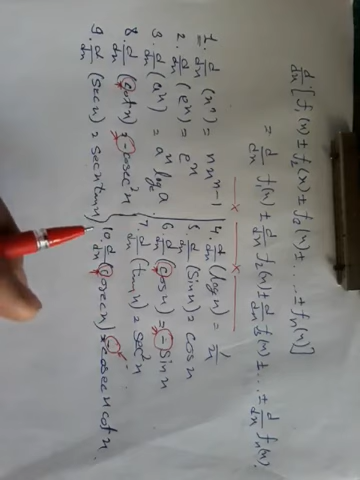 d/dx [f₁(x) ± f₂(x) ± f₃(x) ± .... ± fₙ(x)]
= d/dx f₁(x) ± d/dx f₂(x) ± d/dx f₃(x) ± ... ± d/dx fₙ(x).
x x
1. d/dx (xⁿ) = nxⁿ⁻¹
2. d/dx (eˣ) = eˣ
3. d/dx (aˣ) = aˣ logₑa
4. d/dx (log x) = 1/x
5. d/dx (Sin x) = cos x
6. d/dx (cos x) = - Sin x
7. d/dx (tan x) = sec²x
8. d/dx (cot x) = - cosec²x
9. d/dx (sec x) = sec x tan x
10. d/dx (cosec x) = - cosec x cot x.